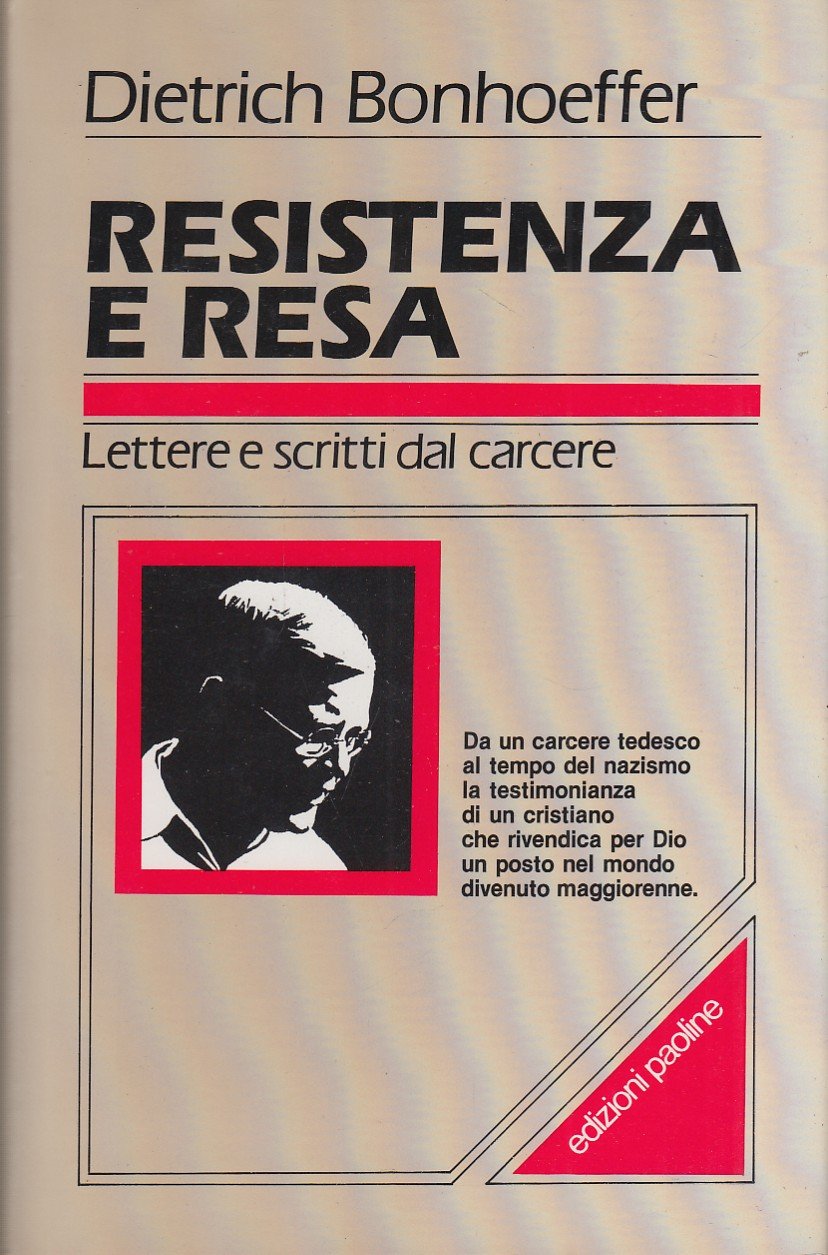 Dietrich Bonhoeffer
RESISTENZA
E RESA
Lettere e scritti dal carcere
Da un carcere tedesco
al tempo del nazismo
la testimonianza
di un cristiano
che rivendica per Dio
un posto nel mondo
divenuto maggiorenne.
edizioni paoline